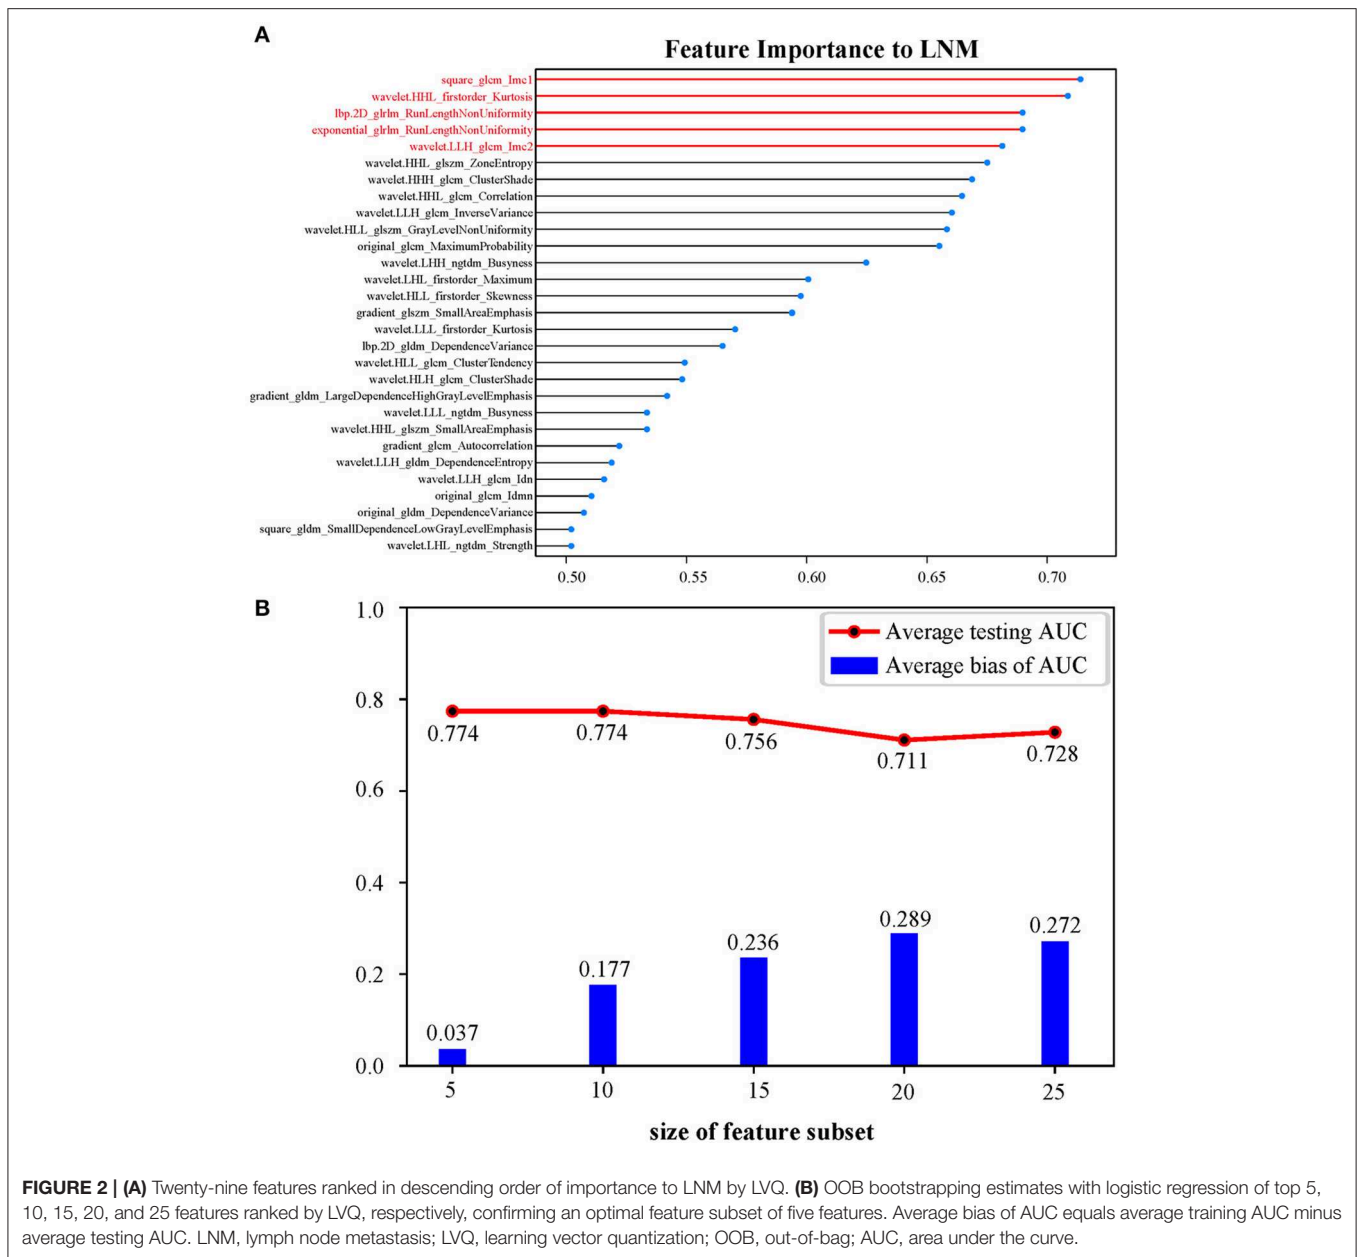 A
Feature Importance to LNM
square_glcm_Imc1
wavelet.HHL_firstorder_Kurtosis
lbp.2D_glrlm_RunLengthNonUniformity
exponential_glrlm_RunLengthNonUniformity
wavelet.LLH_glcm_Imc2
wavelet.HHL_glszm_ZoneEntropy
wavelet.HHH_glcm_ClusterShade
wavelet.HHL_glcm_Correlation
wavelet.LLH_glcm_InverseVariance
wavelet.HLL_glszm_GrayLevelNonUniformity
original_glcm_MaximumProbability
wavelet.LHH_ngtdm_Busyness
wavelet.LHL_firstorder_Maximum
wavelet.HLL_firstorder_Skewness
gradient_glszm_SmallAreaEmphasis
wavelet.LLL_firstorder_Kurtosis
lbp.2D_gldm_DependenceVariance
wavelet.HLL_glcm_ClusterTendency
wavelet.HLH_glcm_ClusterShade
gradient_gldm_LargeDependenceHighGrayLevelEmphasis
wavelet.LLL_ngtdm_Busyness
wavelet.HHL_glszm_SmallAreaEmphasis
gradient_glcm_Autocorrelation
wavelet.LLH_gldm_DependenceEntropy
wavelet.LLH_glcm_Idn
original_glcm_Idmn
original_gldm_DependenceVariance
square_gldm_SmallDependenceLowGrayLevelEmphasis
wavelet.LHL_ngtdm_Strength
0.50 0.55 0.60 0.65 0.70
B
1.0
Average testing AUC
Average bias of AUC
0.8
0.774 0.774 0.756 0.711 0.728
0.6
0.4
0.037 0.177 0.236 0.289 0.272
0.2
0.0
5 10 15 20 25
size of feature subset
FIGURE 2 | (A) Twenty-nine features ranked in descending order of importance to LNM by LVQ. (B) OOB bootstrapping estimates with logistic regression of top 5,
10, 15, 20, and 25 features ranked by LVQ, respectively, confirming an optimal feature subset of five features. Average bias of AUC equals average training AUC minus
average testing AUC. LNM, lymph node metastasis; LVQ, learning vector quantization; OOB, out-of-bag; AUC, area under the curve.